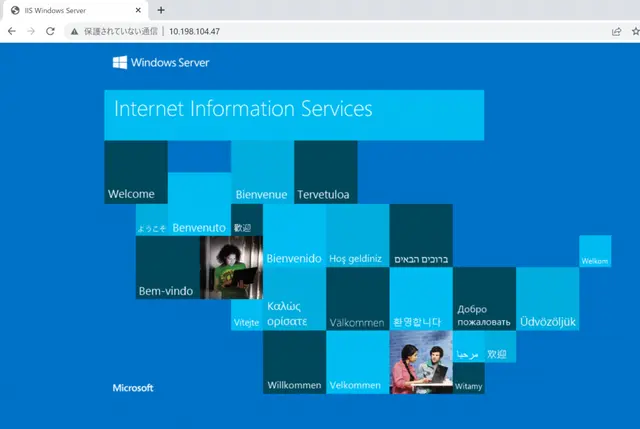 IIS Windows Server
保護されていない通信 | 10.198.104.47
Windows Server
Internet Information Services
Welcome
Bienvenue
Tervetuloa
ようこそ
Benvenuto
歡迎
Bienvenido
Hoş geldiniz
ברוכים הבאים
Welkom
Bem-vindo
Vítejte
Καλώς
ορίσατε
Välkommen
환영합니다
Добро
пожаловать
Üdvözöljük
مرحبا
欢迎
Willkommen
Velkommen
Witamy
Microsoft